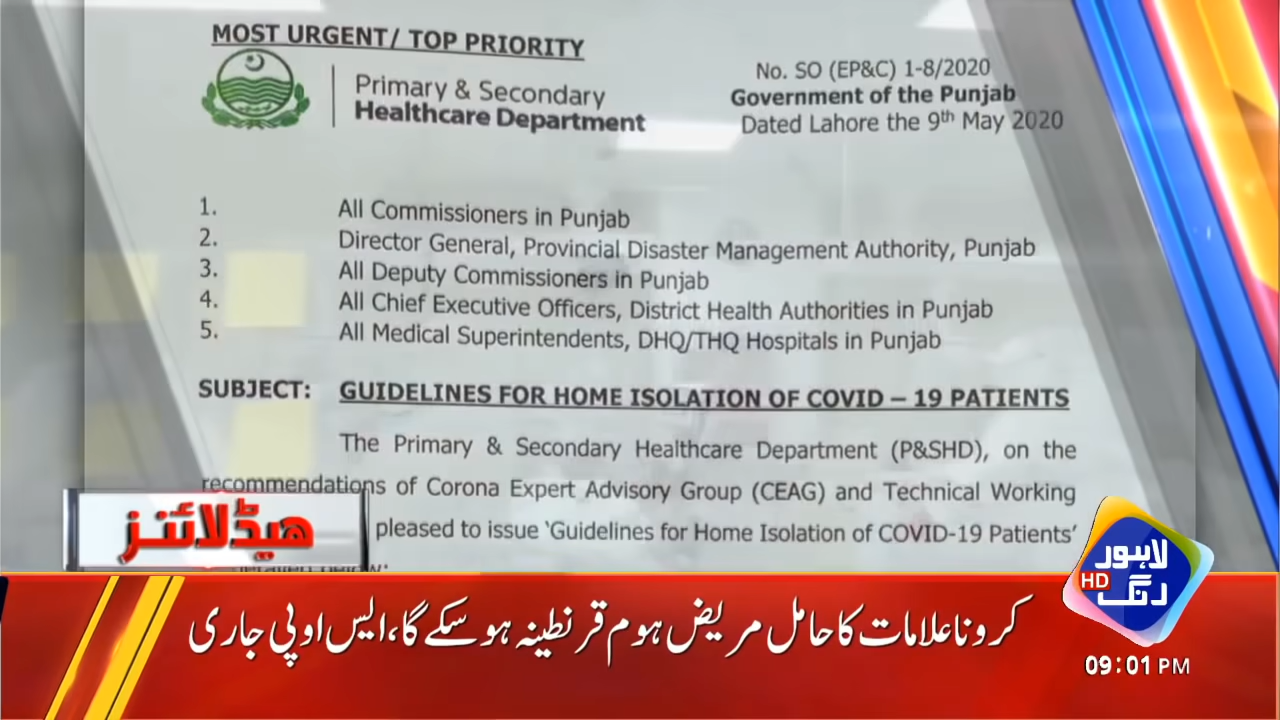 MOST URGENT/ TOP PRIORITY
Primary & Secondary
Healthcare Department
No. SO (EP&C) 1-8/2020
Government of the Punjab
Dated Lahore the 9th May 2020
1. All Commissioners in Punjab
2. Director General, Provincial Disaster Management Authority, Punjab
3. All Deputy Commissioners in Punjab
4. All Chief Executive Officers, District Health Authorities in Punjab
5. All Medical Superintendents, DHQ/THQ Hospitals in Punjab
SUBJECT: GUIDELINES FOR HOME ISOLATION OF COVID – 19 PATIENTS
The Primary & Secondary Healthcare Department (P&SHD), on the
recommendations of Corona Expert Advisory Group (CEAG) and Technical Working
pleased to issue ‘Guidelines for Home Isolation of COVID-19 Patients’
ہیڈلائنز
کرونا علامات کا حامل مریض ہوم قرنطینہ ہو سکے گا، ایس او پی جاری
لاہور
رنگ
HD
09:01 PM